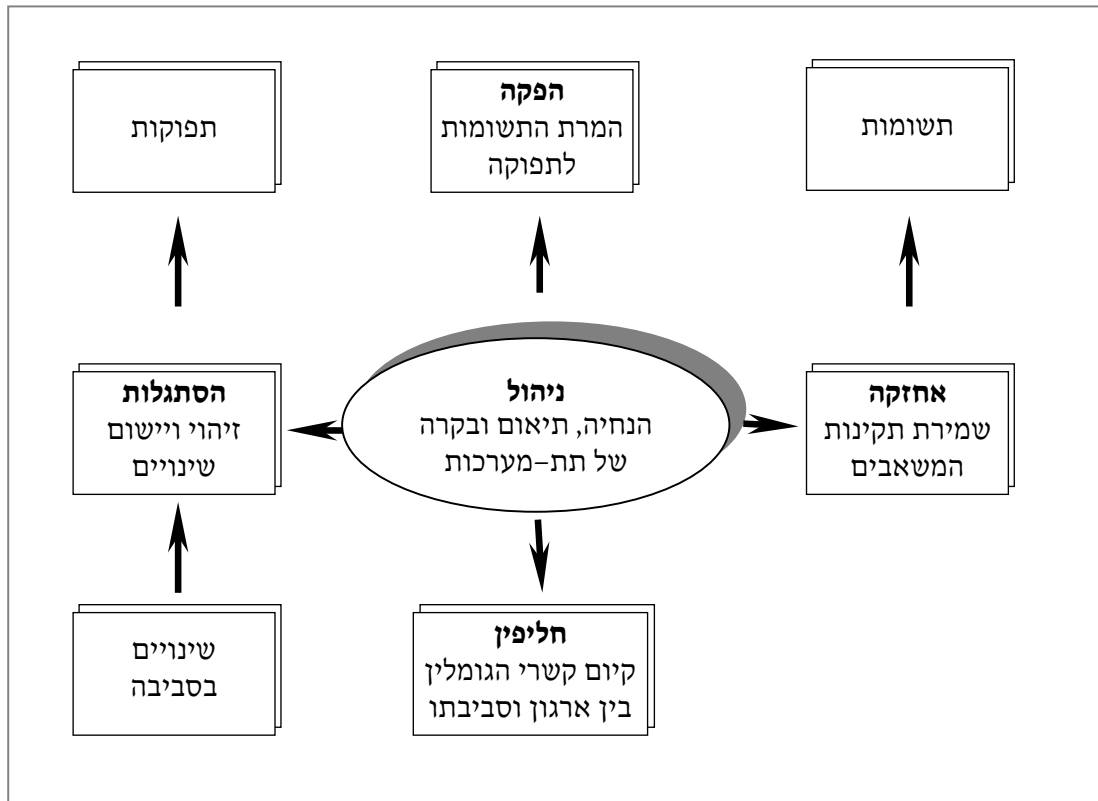 תשומות
הפקה
המרת התשומות
לתפוקה
תפוקות
אחזקה
שמירת תקינות
המשאבים
ניהול
הנחיה, תיאום ובקרה
של תת–מערכות
הסתגלות
זיהוי ויישום
שינויים
חליפין
קיום קשרי הגומלין
בין ארגון וסביבתו
שינויים
בסביבה